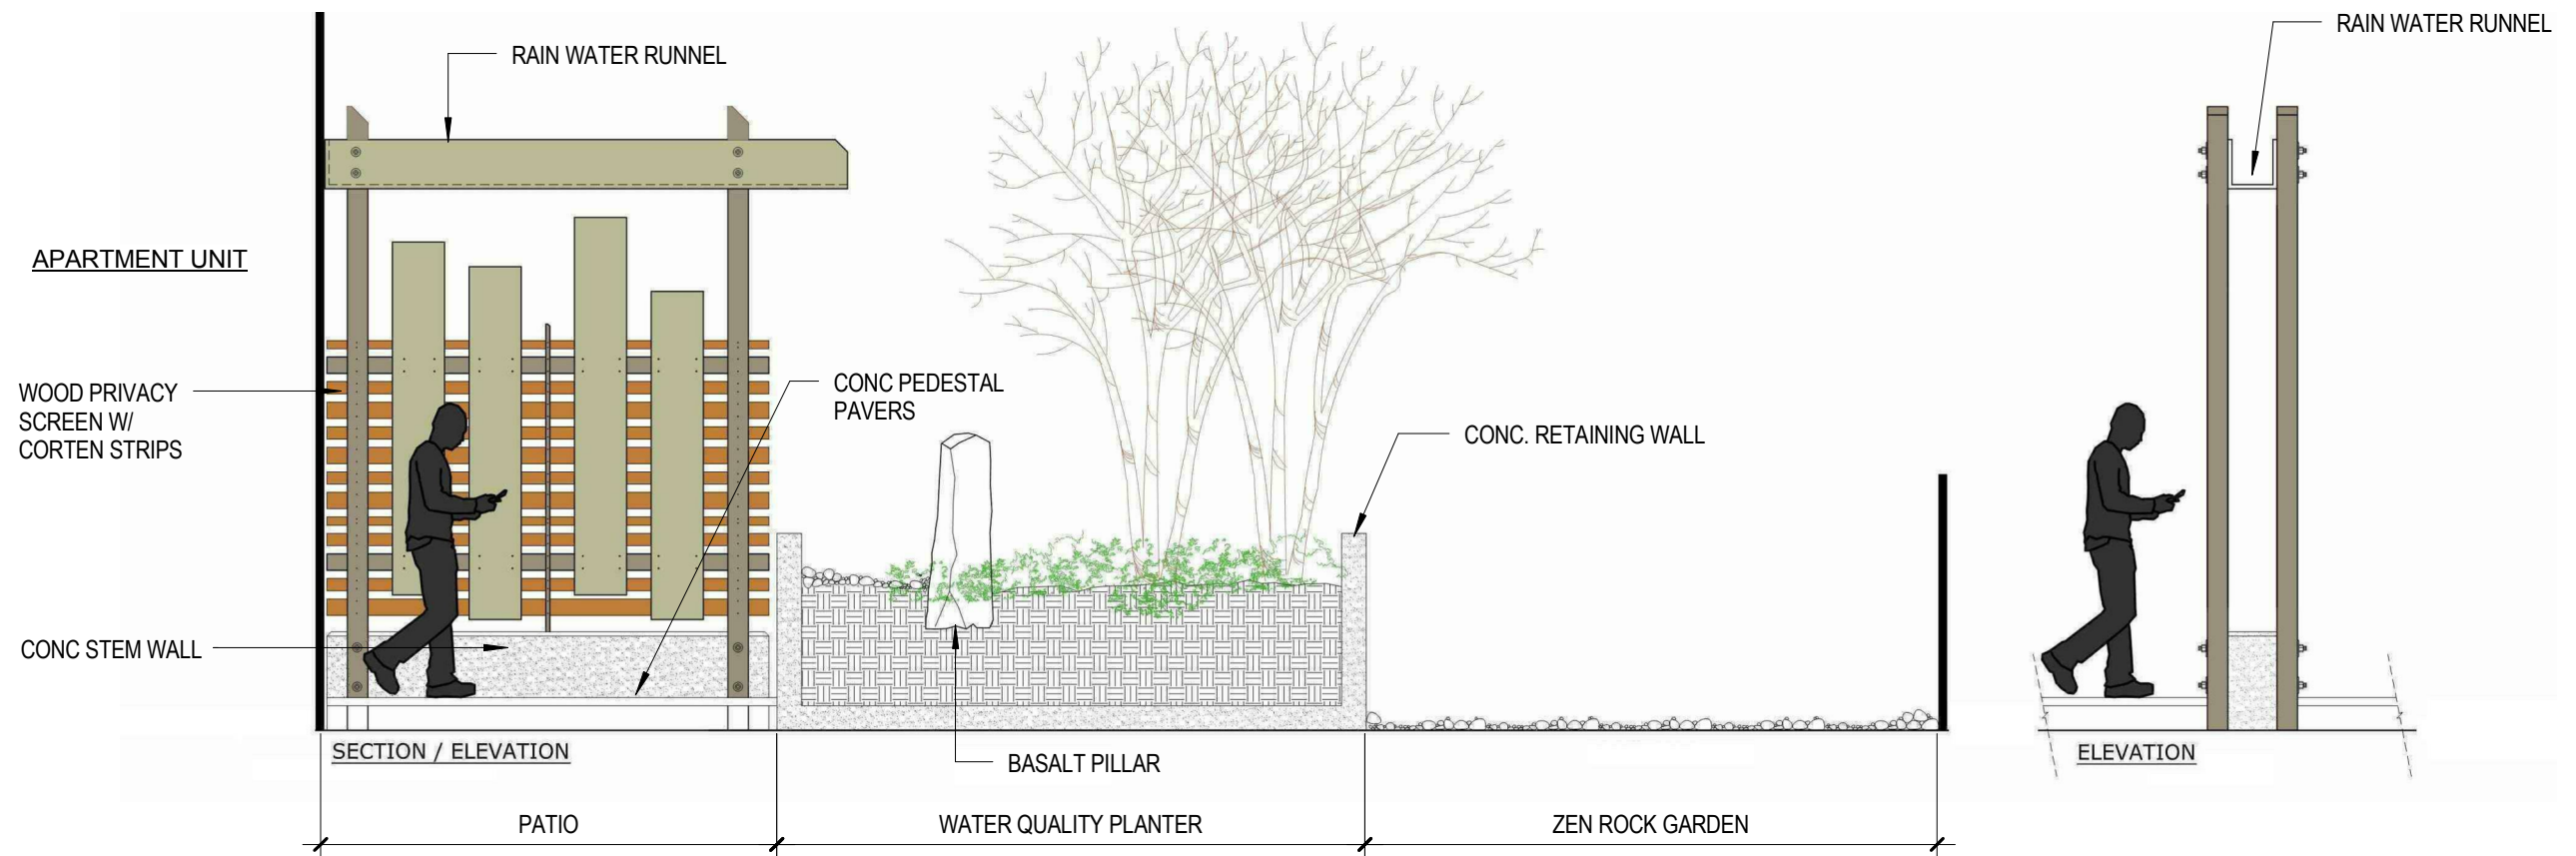 RAIN WATER RUNNEL
RAIN WATER RUNNEL
APARTMENT UNIT
WOOD PRIVACY
SCREEN W/
CORTEN STRIPS
CONC PEDESTAL
PAVERS
CONC. RETAINING WALL
CONC STEM WALL
SECTION / ELEVATION
BASALT PILLAR
ELEVATION
PATIO
WATER QUALITY PLANTER
ZEN ROCK GARDEN